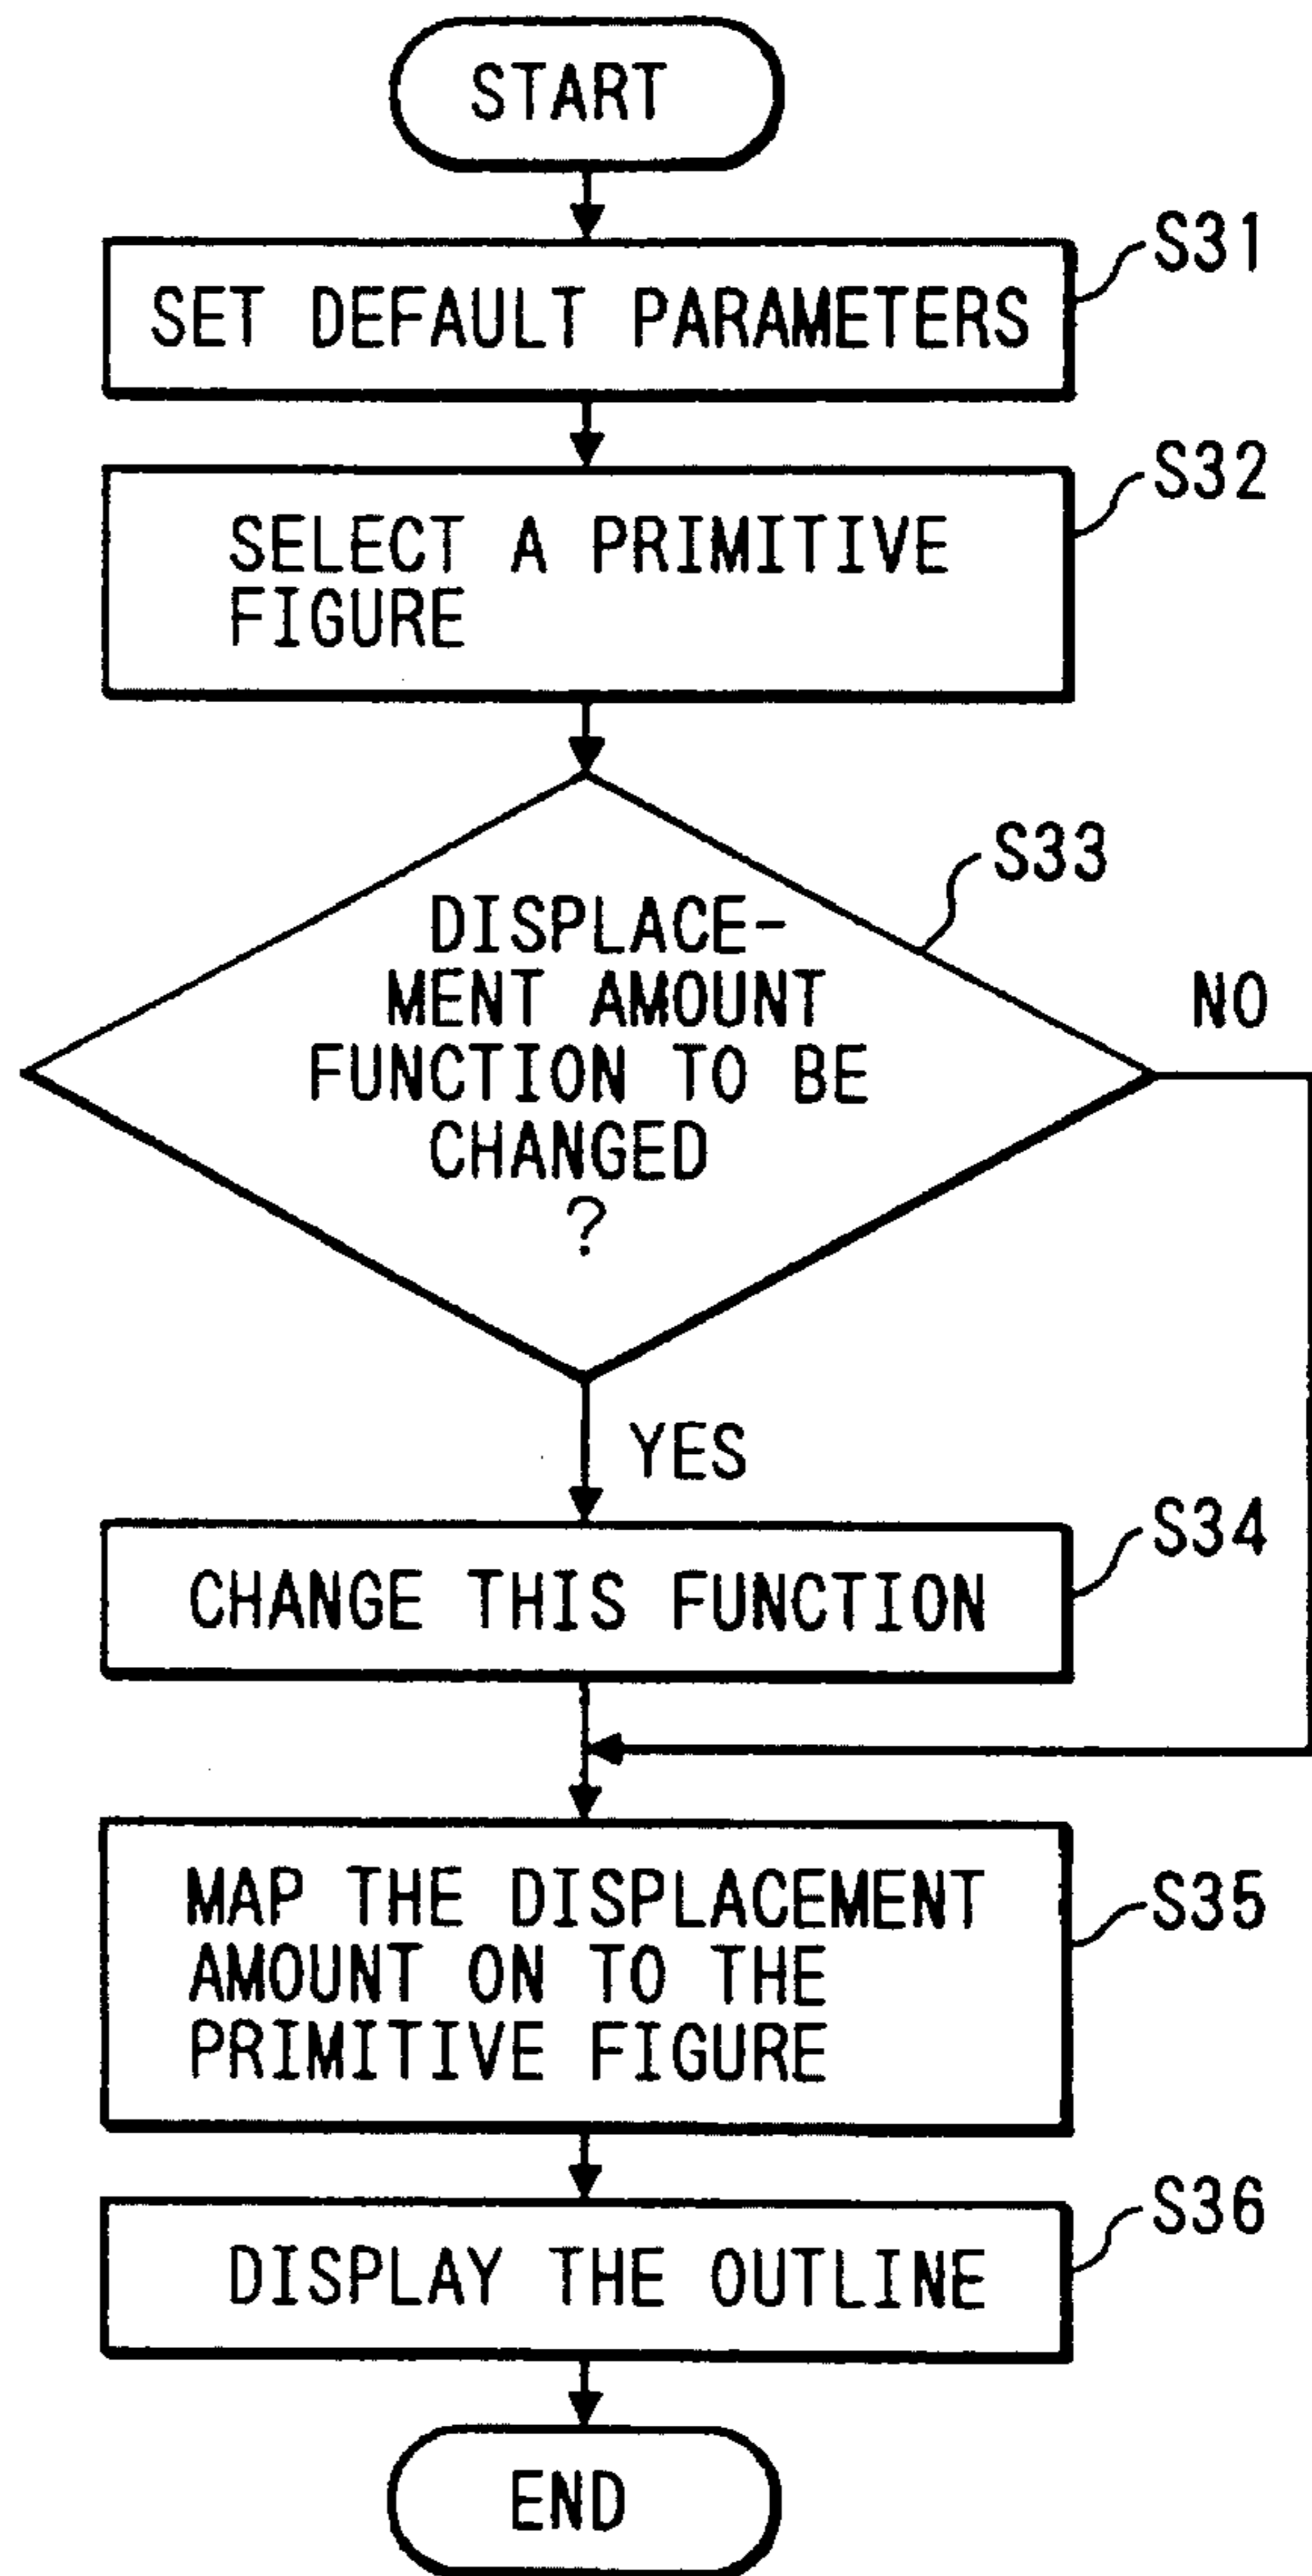 START
S31
SET DEFAULT PARAMETERS
S32
SELECT A PRIMITIVE
FIGURE
S33
DISPLACE-
MENT AMOUNT
FUNCTION TO BE
CHANGED
?
NO
YES
S34
CHANGE THIS FUNCTION
S35
MAP THE DISPLACEMENT
AMOUNT ON TO THE
PRIMITIVE FIGURE
S36
DISPLAY THE OUTLINE
END